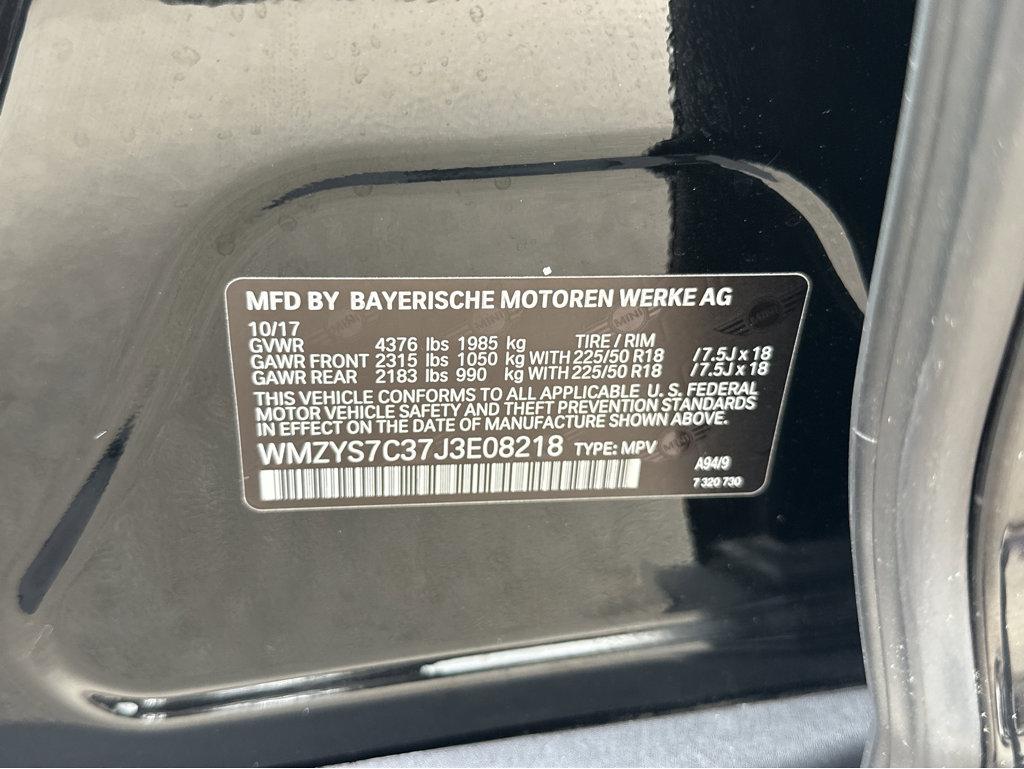 MFD BY BAYERISCHE MOTOREN WERKE AG
10/17
GVWR 4376 lbs 1985 kg TIRE / RIM
GAWR FRONT 2315 lbs 1050 kg WITH 225/50 R18 /7.5J x 18
GAWR REAR 2183 lbs 990 kg WITH 225/50 R18 /7.5J x 18
THIS VEHICLE CONFORMS TO ALL APPLICABLE U. S. FEDERAL
MOTOR VEHICLE SAFETY AND THEFT PREVENTION STANDARDS
IN EFFECT ON THE DATE OF MANUFACTURE SHOWN ABOVE.
WMZYS7C37J3E08218 TYPE: MPV
A94/9
7 320 730
MINI
MINI
MINI